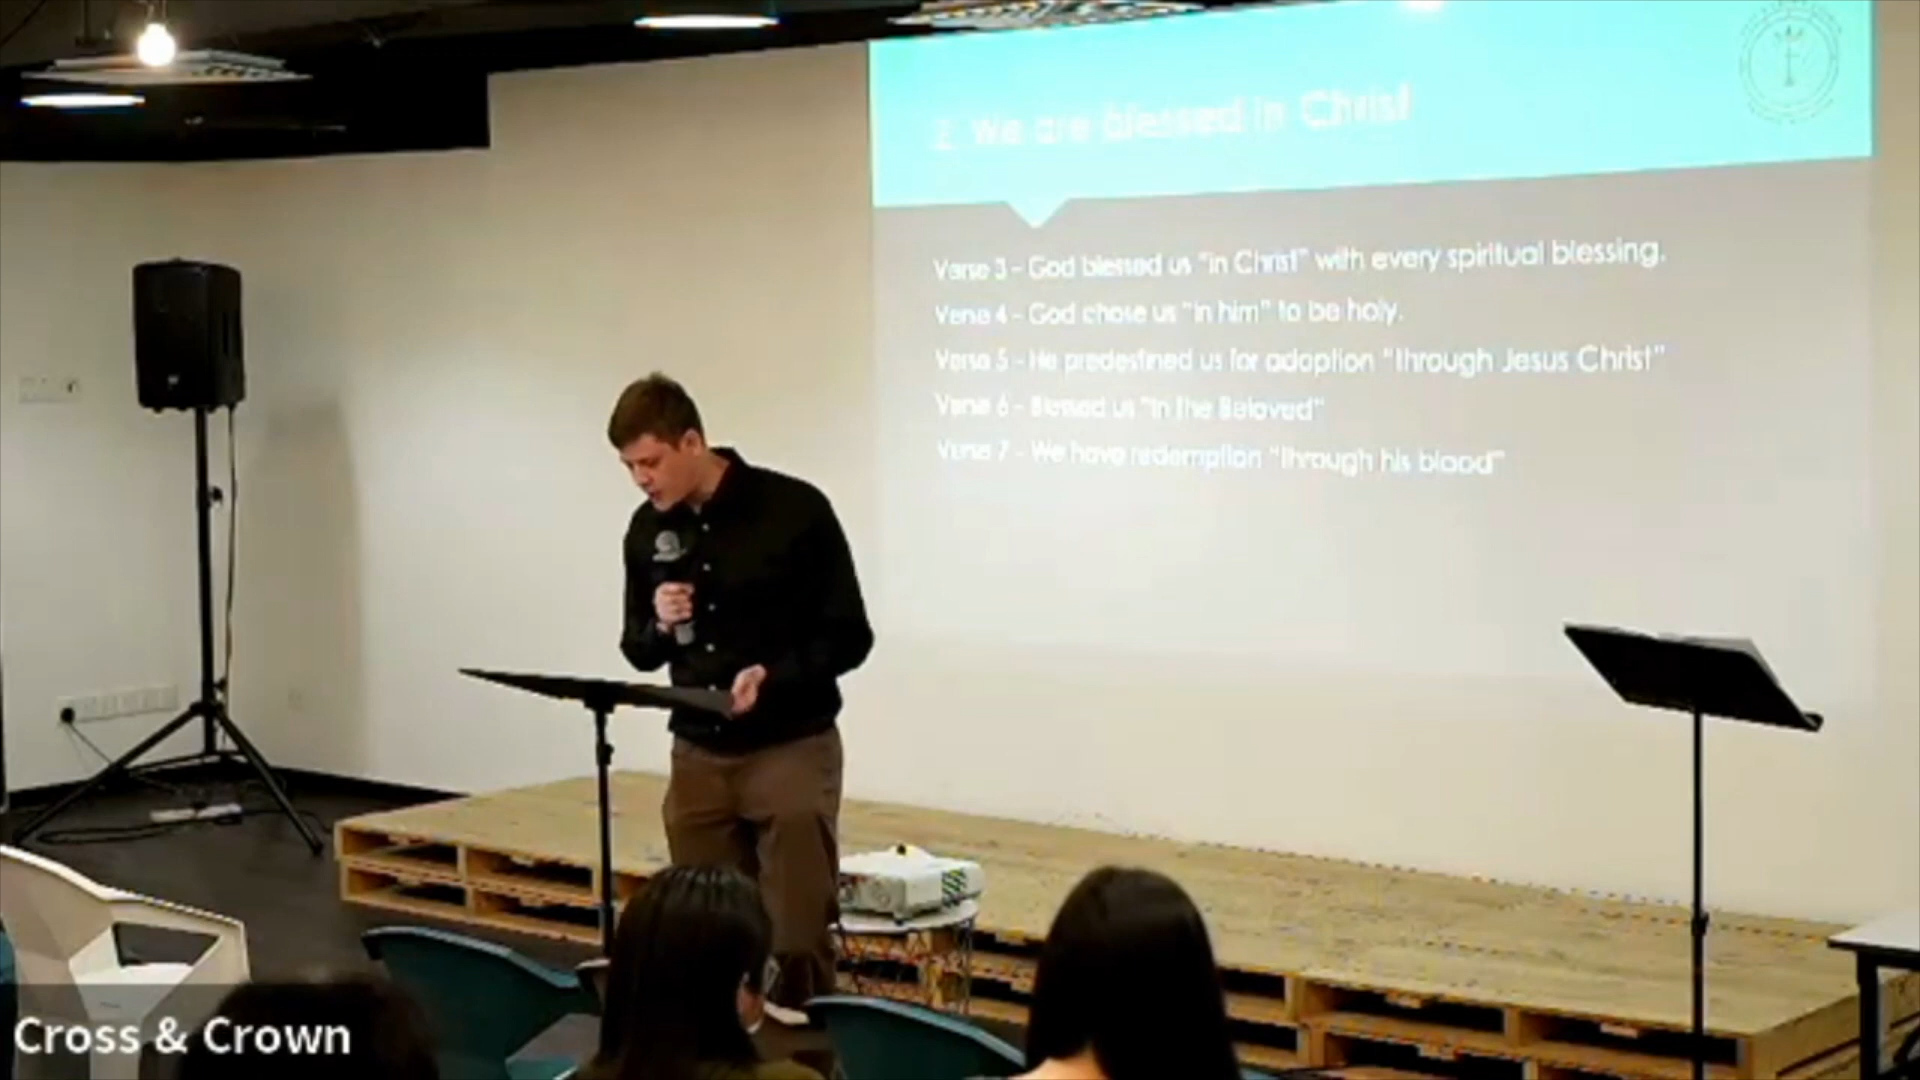 2. We are blessed in Christ
Verse 3 - God blessed us "in Christ" with every spiritual blessing.
Verse 4 - God chose us "in him" to be holy.
Verse 5 - He predestined us for adoption "through Jesus Christ"
Verse 6 - Blessed us "in the Beloved"
Verse 7 - We have redemption "through his blood"
Cross & Crown